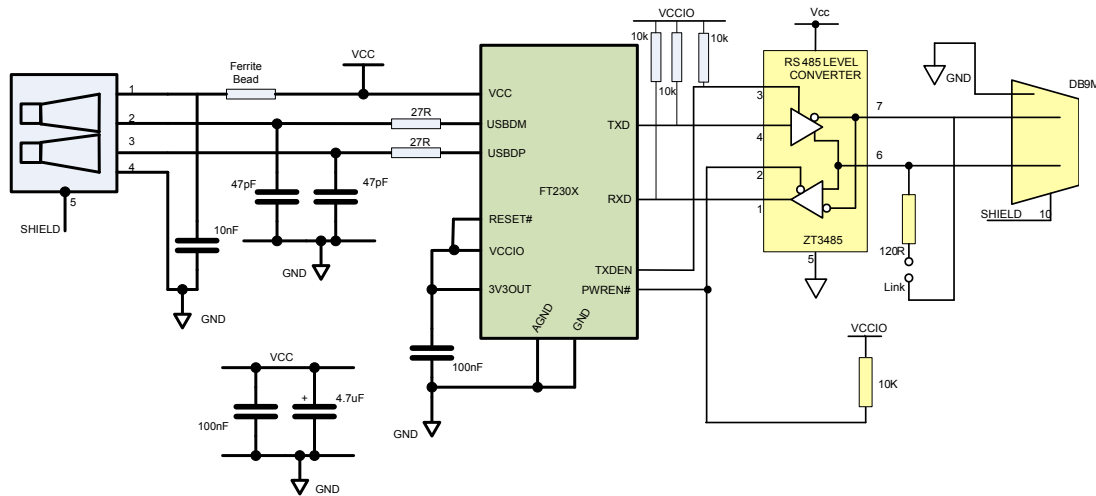 VCCIO
Vcc
10k
10k
10k
VCC
Ferrite
Bead
RS485 LEVEL
CONVERTER
GND
DB9M
1
VCC
3
7
2
27R
USBDM
TXD
4
3
27R
USBDP
6
4
2
47pF
47pF
FT230X
RXD
1
5
SHIELD
RESET#
SHIELD
10
10nF
VCCIO
ZT3485
120R
5
GND
TXDEN
3V3OUT
PWREN#
Link
GND
AGND
GND
VCCIO
VCC
100nF
10K
+
4.7uF
100nF
GND
GND